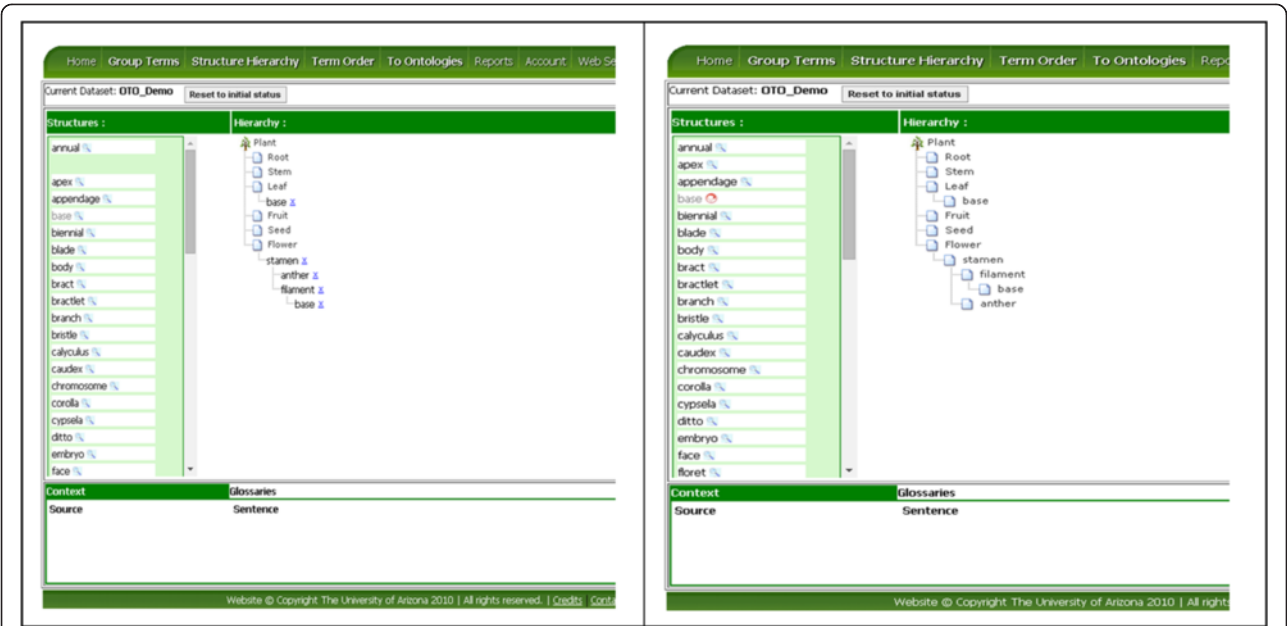 Home Group Terms Structure Hierarchy Term Order To Ontologies Reports Account Web Se
Current Dataset: OTO_Demo Reset to initial status
Structures : Hierarchy :
annual
apex
appendage
base
biennial
blade
body
bract
bractlet
branch
bristle
calyculus
caudex
chromosome
corolla
cypsela
ditto
embryo
face
Plant
Root
Stem
Leaf
base x
Fruit
Seed
Flower
stamen x
anther x
filament x
base x
Context Glossaries
Source Sentence
Website © Copyright The University of Arizona 2010 | All rights reserved. | Credits Conta
Home Group Terms Structure Hierarchy Term Order To Ontologies Repo
Current Dataset: OTO_Demo Reset to initial status
Structures : Hierarchy :
annual
apex
appendage
base
biennial
blade
body
bract
bractlet
branch
bristle
calyculus
caudex
chromosome
corolla
cypsela
ditto
embryo
face
floret
Plant
Root
Stem
Leaf
base
Fruit
Seed
Flower
stamen
filament
base
anther
Context Glossaries
Source Sentence
Website © Copyright The University of Arizona 2010 | All rights